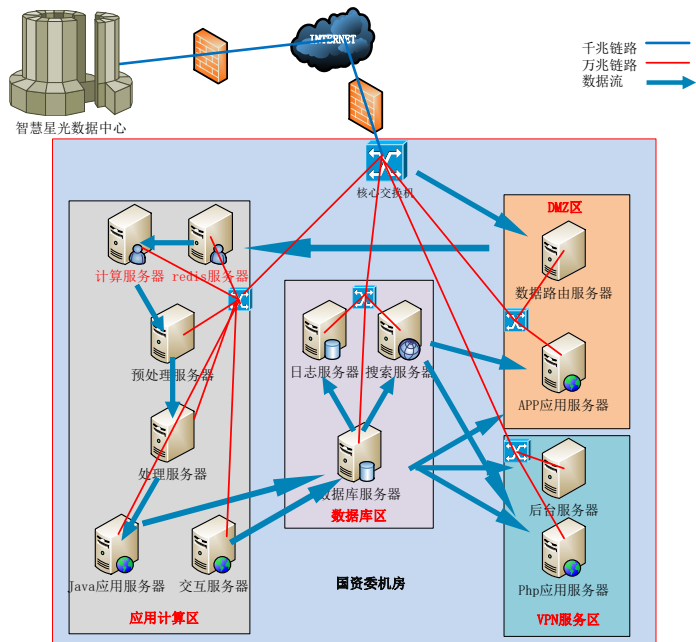 INTERNET
千兆链路
万兆链路
数据流
智慧星光数据中心
核心交换机
DMZ区
计算服务器
redis服务器
数据路由服务器
预处理服务器
日志服务器
搜索服务器
APP应用服务器
处理服务器
数据库服务器
数据库区
后台服务器
Java应用服务器
交互服务器
国资委机房
Php应用服务器
应用计算区
VPN服务区